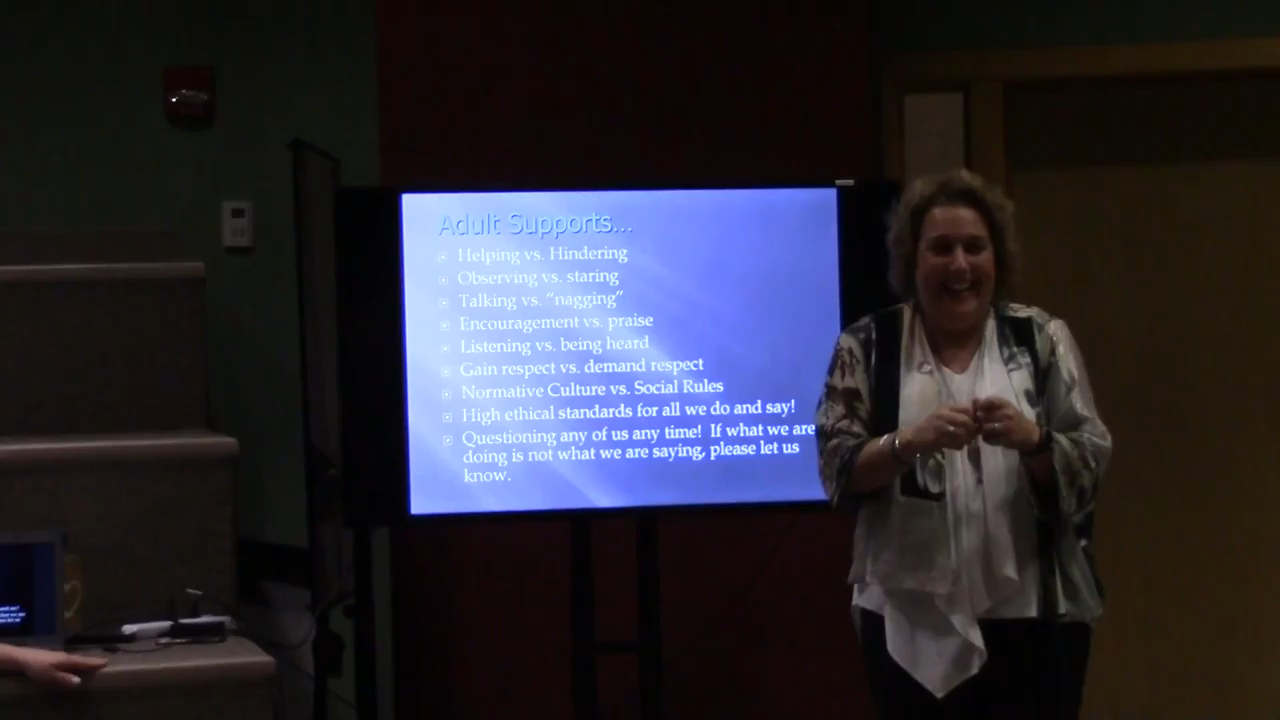 Adult Supports...
Helping vs. Hindering
Observing vs. staring
Talking vs. "nagging"
Encouragement vs. praise
Listening vs. being heard
Gain respect vs. demand respect
Normative Culture vs. Social Rules
High ethical standards for all we do and say!
Questioning any of us any time! If what we are
doing is not what we are saying, please let us
know.